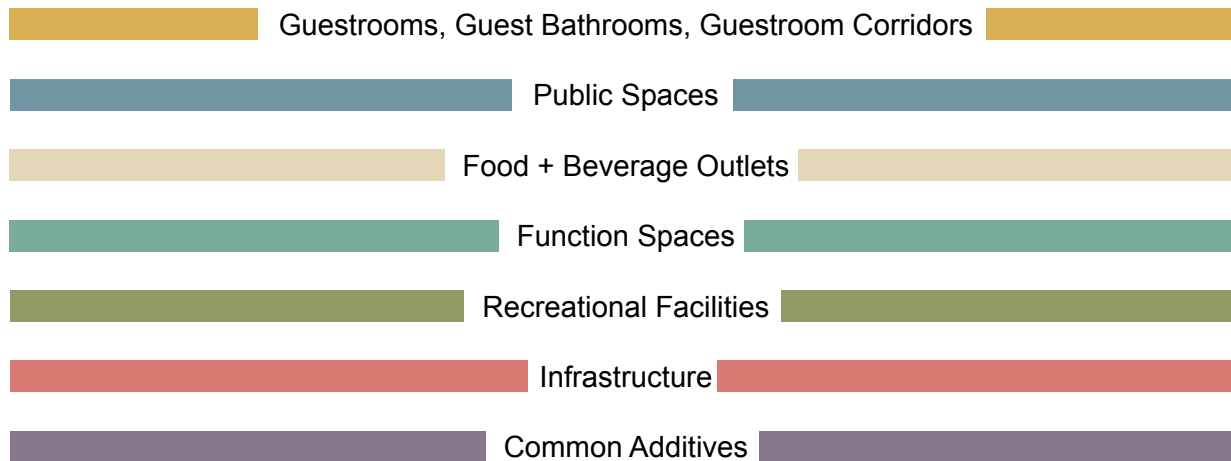 Guestrooms, Guest Bathrooms, Guestroom Corridors
Public Spaces
Food + Beverage Outlets
Function Spaces
Recreational Facilities
Infrastructure
Common Additives